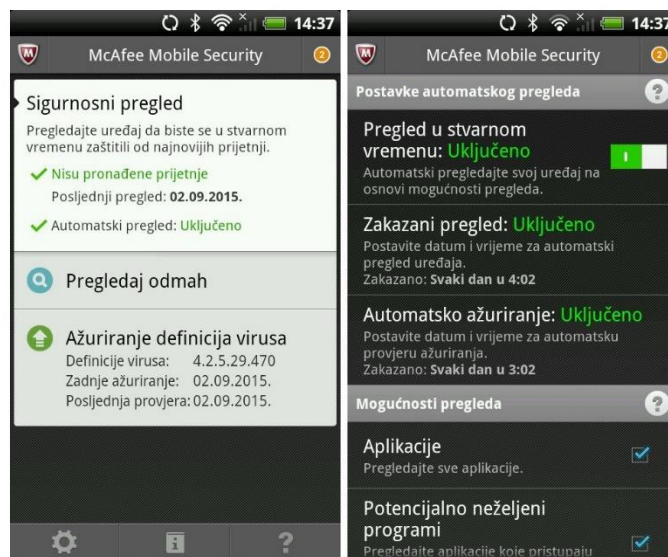 14:37
McAfee Mobile Security
2
Sigurnosni pregled
Pregledajte uređaj da biste se u stvarnom
vremenu zaštitili od najnovijih prijetnji.
Nisu pronađene prijetnje
Posljednji pregled: 02.09.2015.
Automatski pregled: Uključeno
Pregledaj odmah
Ažuriranje definicija virusa
Definicije virusa: 4.2.5.29.470
Zadnje ažuriranje: 02.09.2015.
Posljednja provjera: 02.09.2015.
14:37
McAfee Mobile Security
2
Postavke automatskog pregleda
?
Pregled u stvarnom
vremenu: Uključeno
Automatski pregledajte svoj uređaj na
osnovi mogućnosti pregleda.
Zakazani pregled: Uključeno
Postavite datum i vrijeme za automatski
pregled uređaja.
Zakazano: Svaki dan u 4:02
Automatsko ažuriranje: Uključeno
Postavite datum i vrijeme za automatsku
provjeru ažuriranja.
Zakazano: Svaki dan u 3:02
Mogućnosti pregleda
?
Aplikacije
Pregledajte sve aplikacije.
Potencijalno neželjeni
programi
Pregledajte aplikacije koje pristupaju